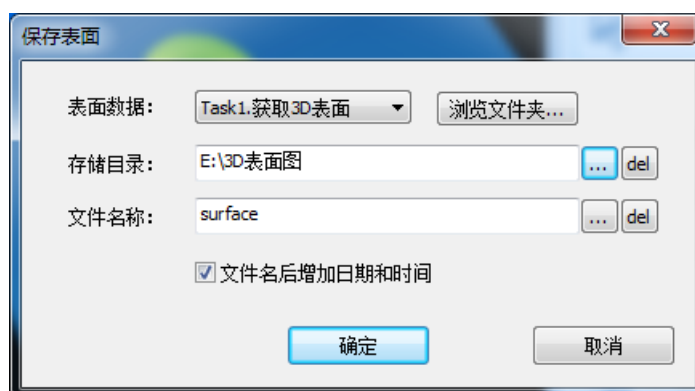 保存表面
表面数据： Task1.获取3D表面 浏览文件夹...
存储目录： E:\3D表面图 ... del
文件名称： surface ... del
文件名后增加日期和时间
确定 取消